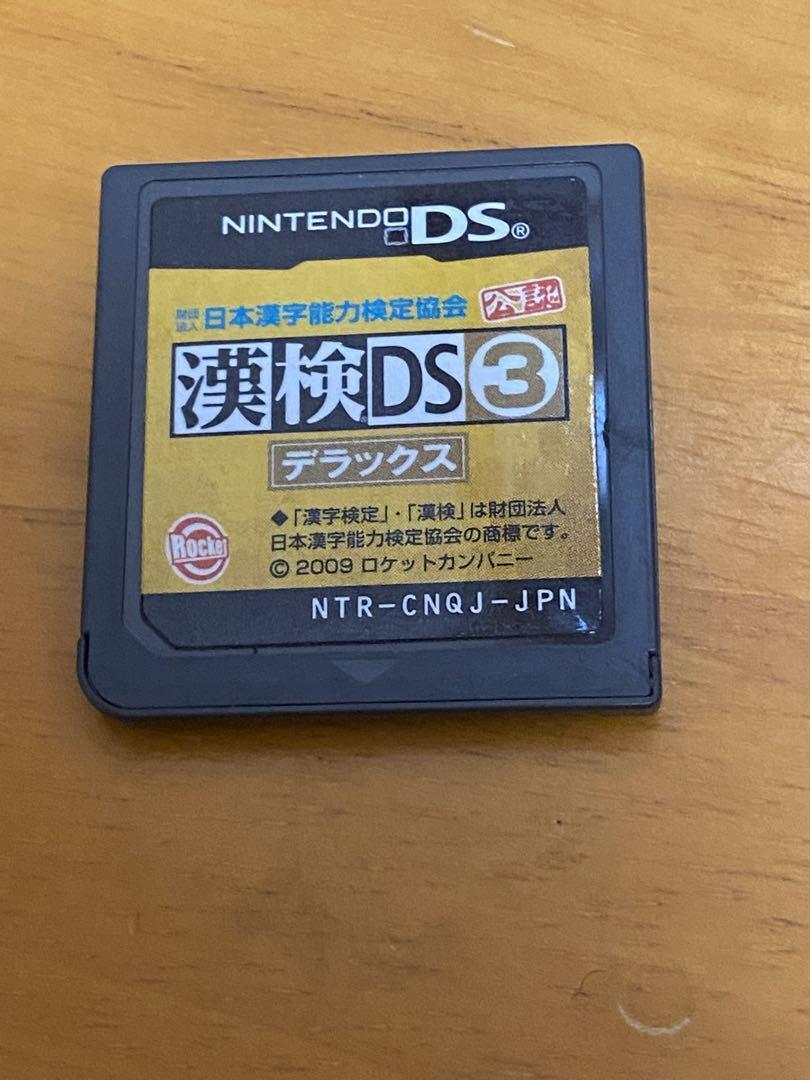 NINTENDO DS®
財団法人 日本漢字能力検定協会 公認
漢検DS3
デラックス
Rocket
◆「漢字検定」・「漢検」は財団法人
日本漢字能力検定協会の商標です。
© 2009 ロケットカンパニー
NTR-CNQJ-JPN